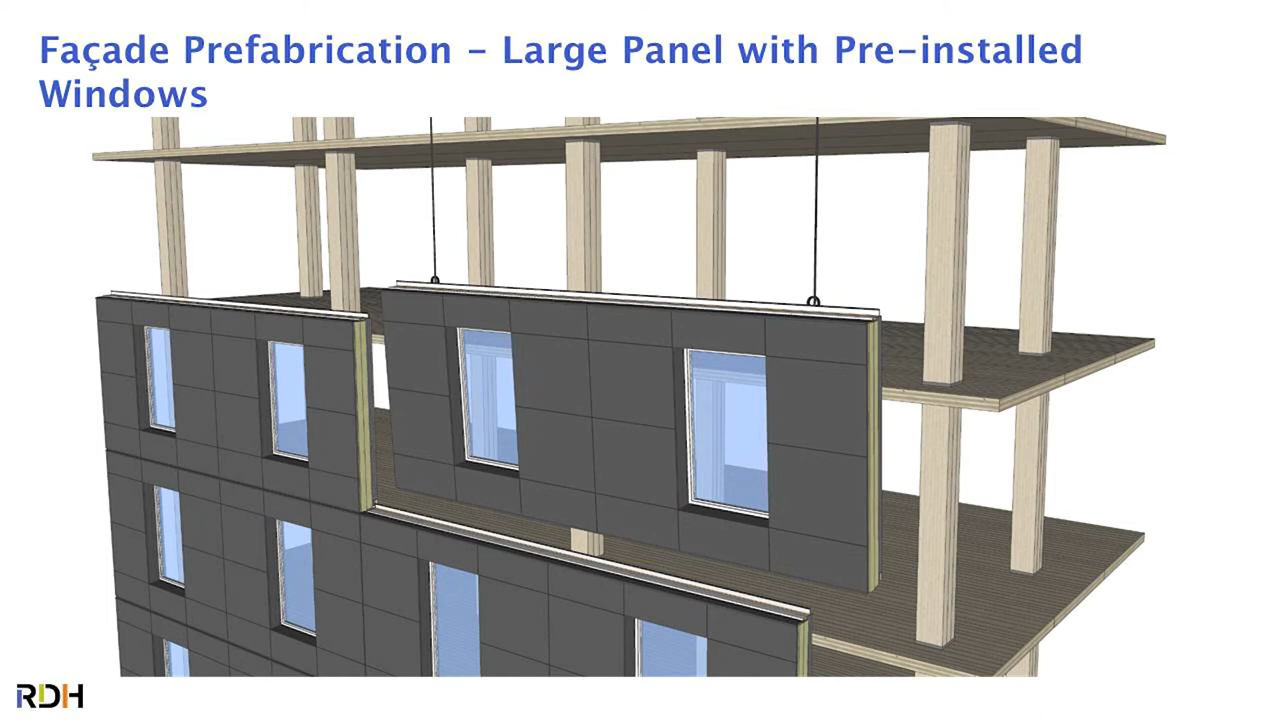 Façade Prefabrication – Large Panel with Pre-installed
Windows
RDH